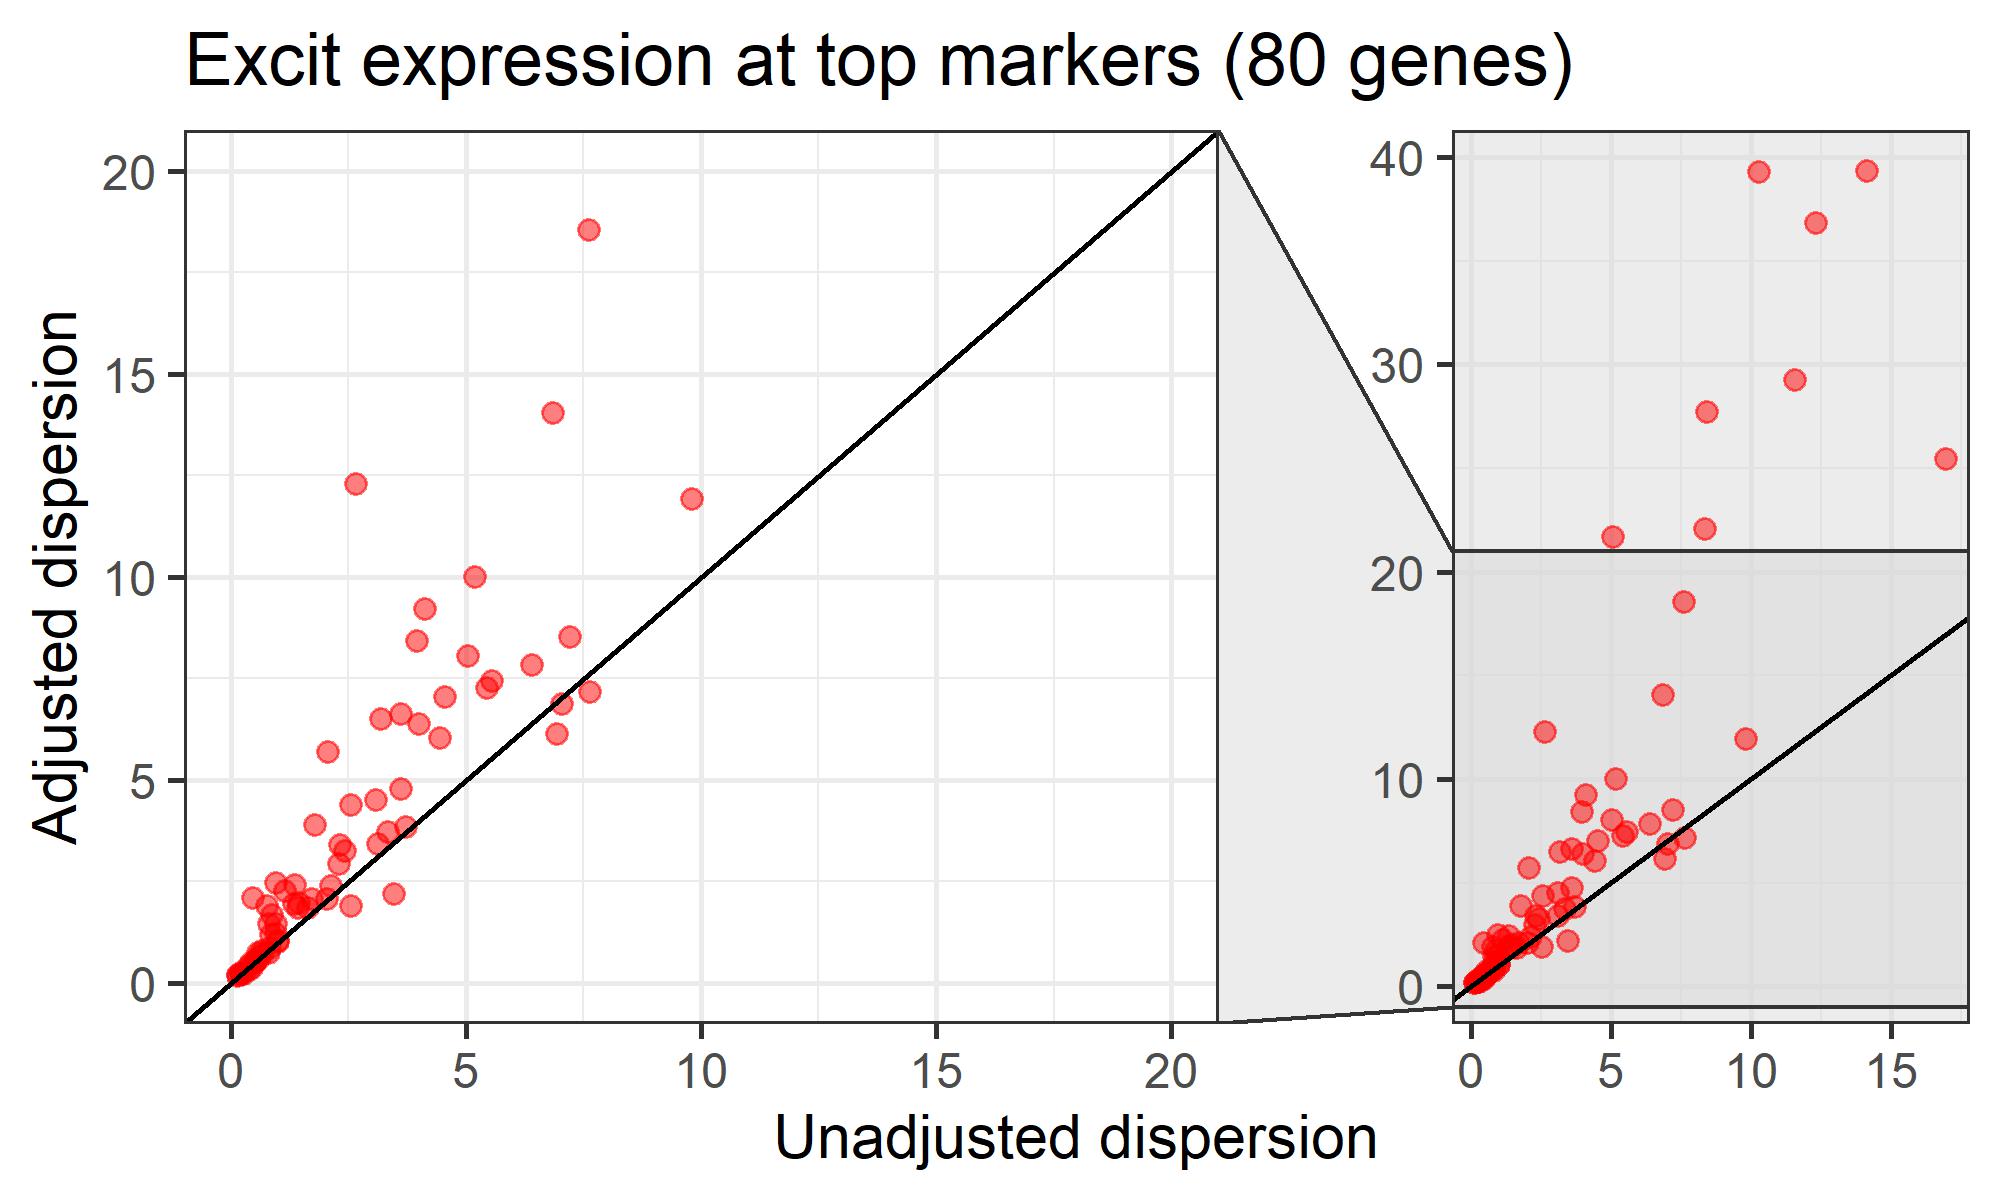 Excit expression at top markers (80 genes)
Adjusted dispersion
20
15
10
5
0
0 5 10 15 20
40
30
20
10
0
0 5 10 15
Unadjusted dispersion